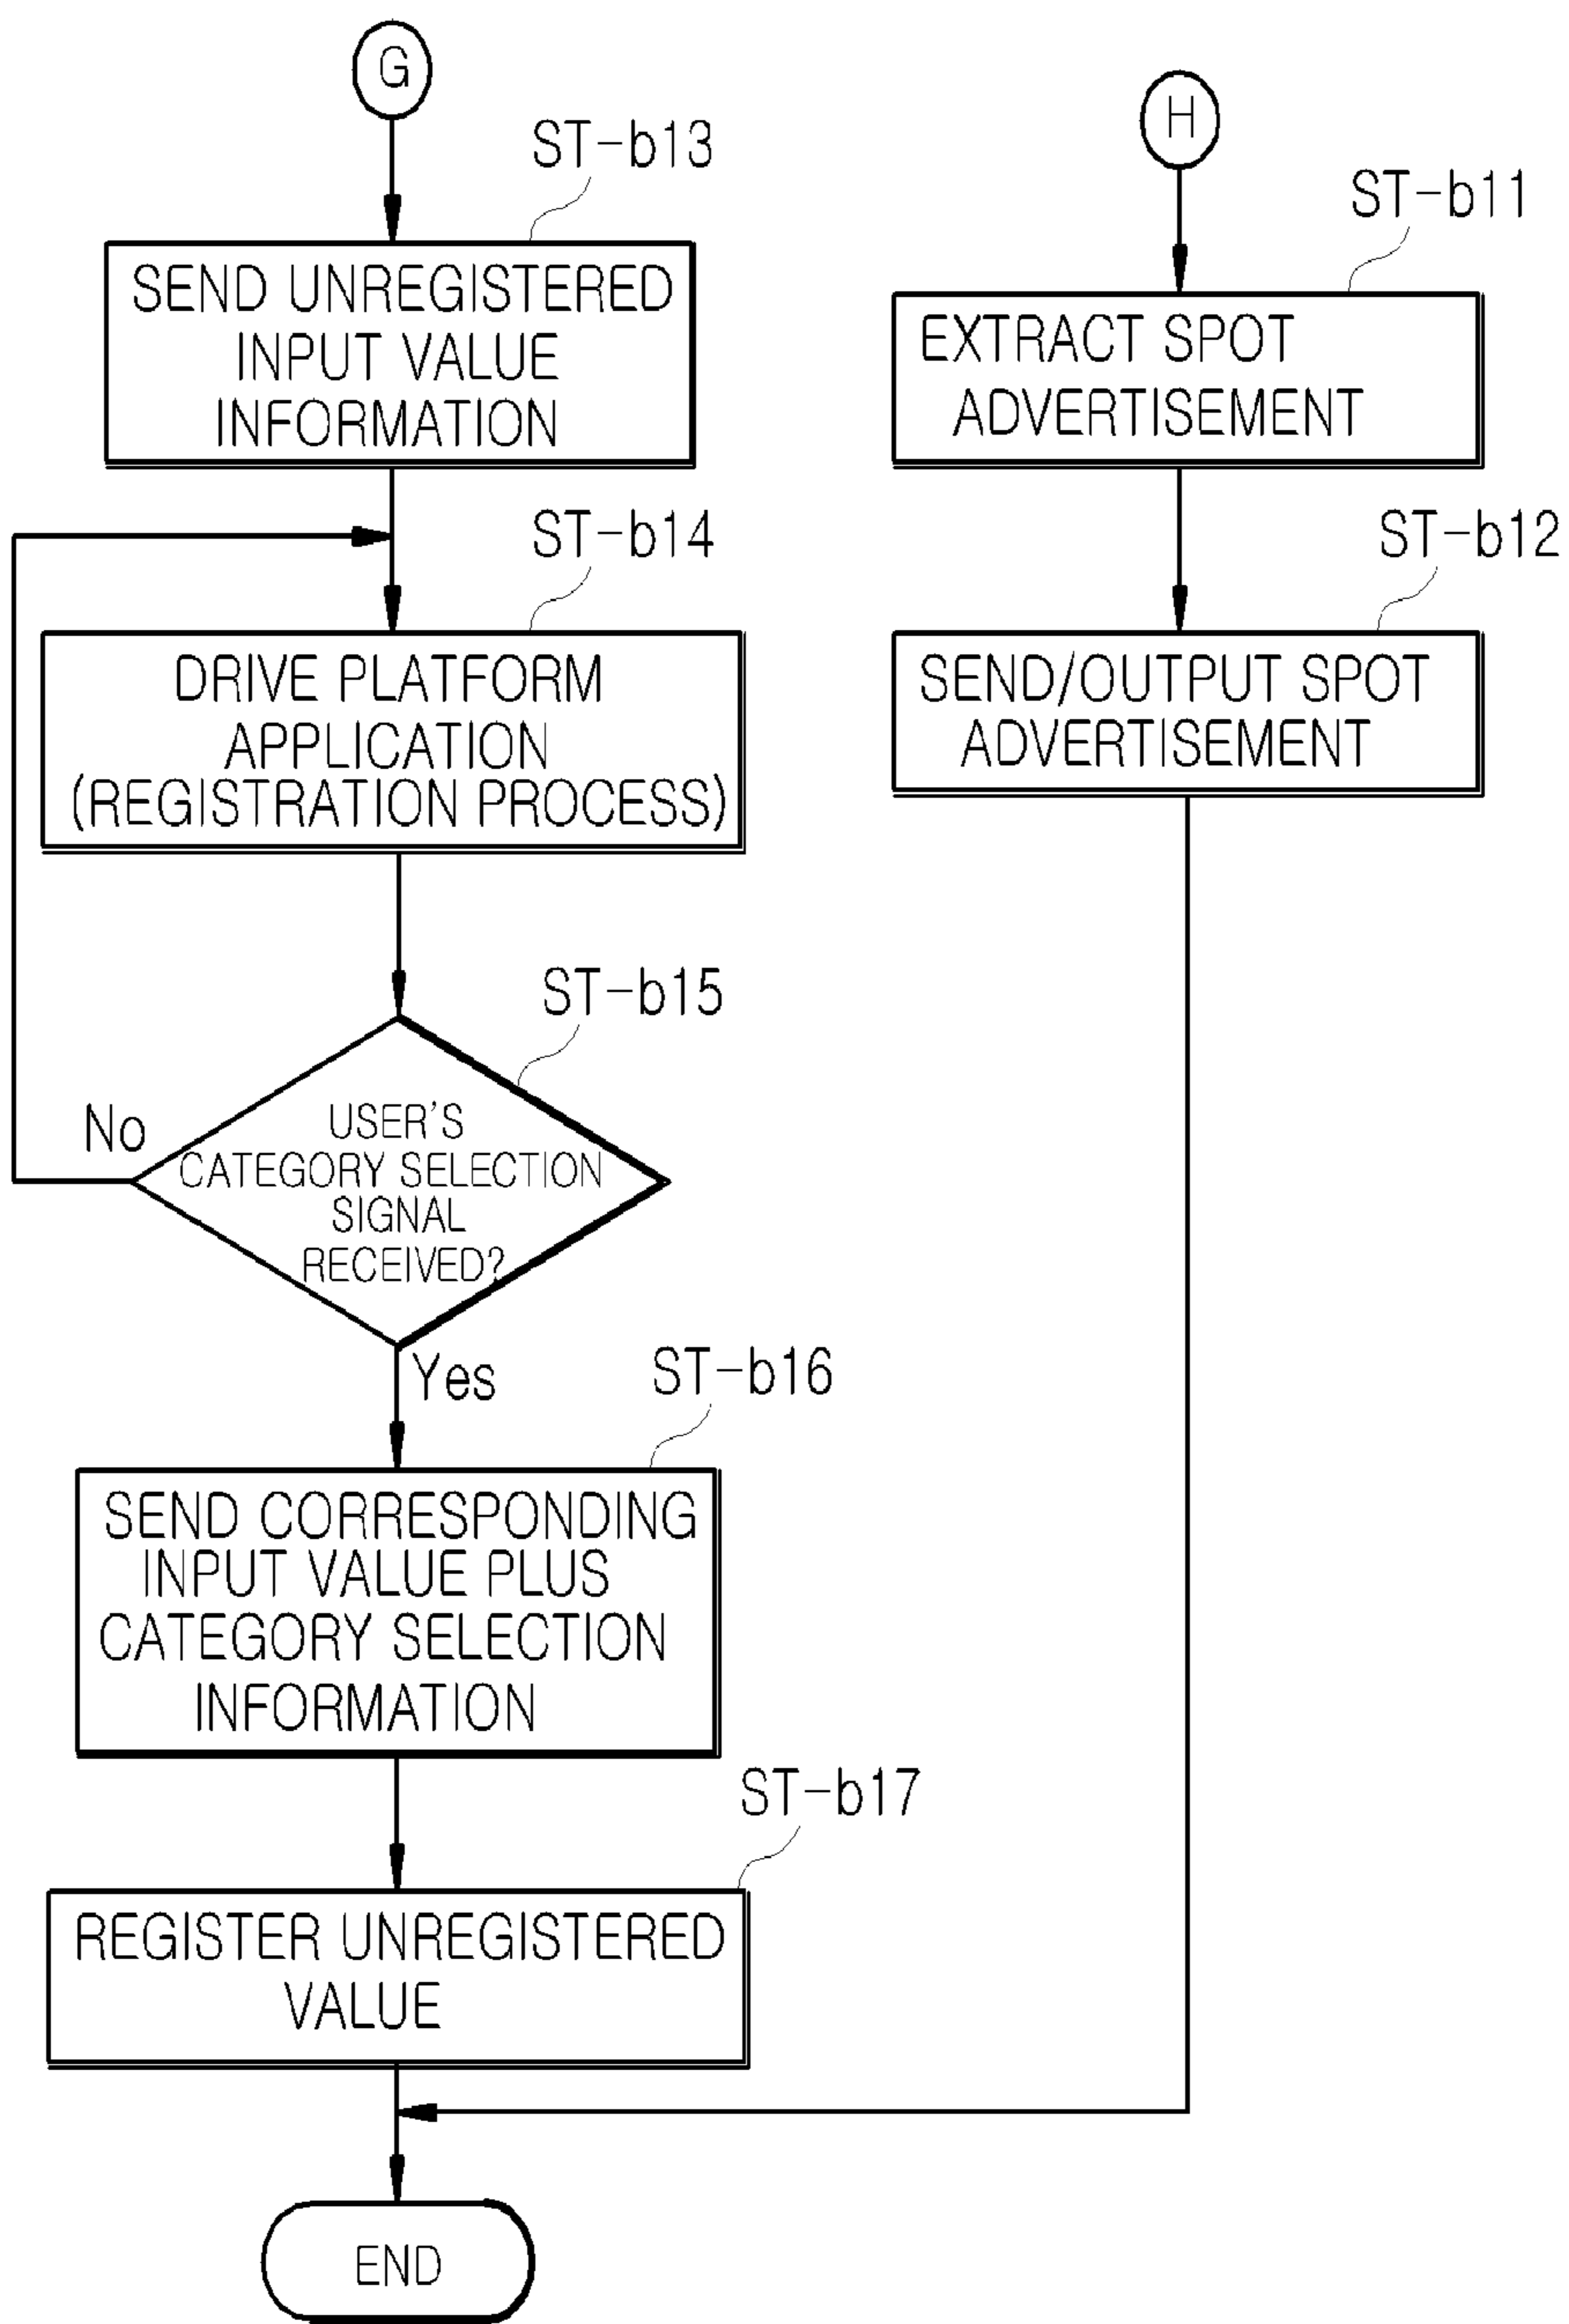 G
ST-b13
SEND UNREGISTERED
INPUT VALUE
INFORMATION
ST-b14
DRIVE PLATFORM
APPLICATION
(REGISTRATION PROCESS)
ST-b15
No
USER'S
CATEGORY SELECTION
SIGNAL
RECEIVED?
Yes
ST-b16
SEND CORRESPONDING
INPUT VALUE PLUS
CATEGORY SELECTION
INFORMATION
ST-b17
REGISTER UNREGISTERED
VALUE
END
H
ST-b11
EXTRACT SPOT
ADVERTISEMENT
ST-b12
SEND/OUTPUT SPOT
ADVERTISEMENT